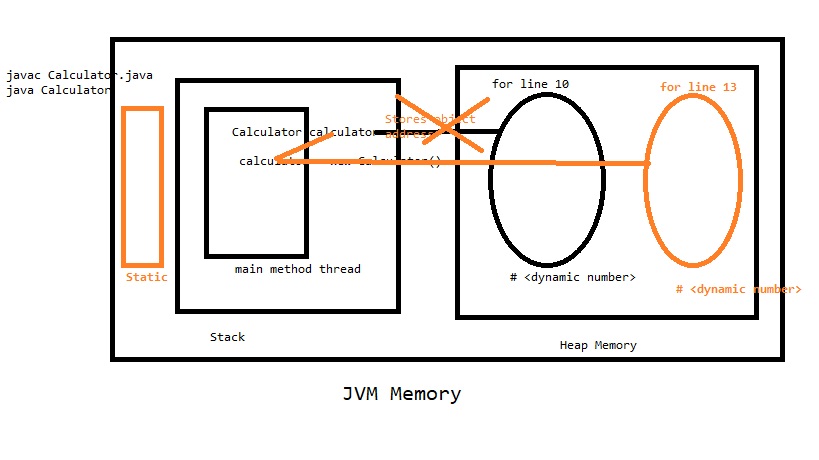 javac Calculator.java
java Calculator
for line 10
for line 13
Stores object
address
Calculator calculator
calculator = new Calculator()
main method thread
Static
# <dynamic number>
# <dynamic number>
Stack
Heap Memory
JVM Memory